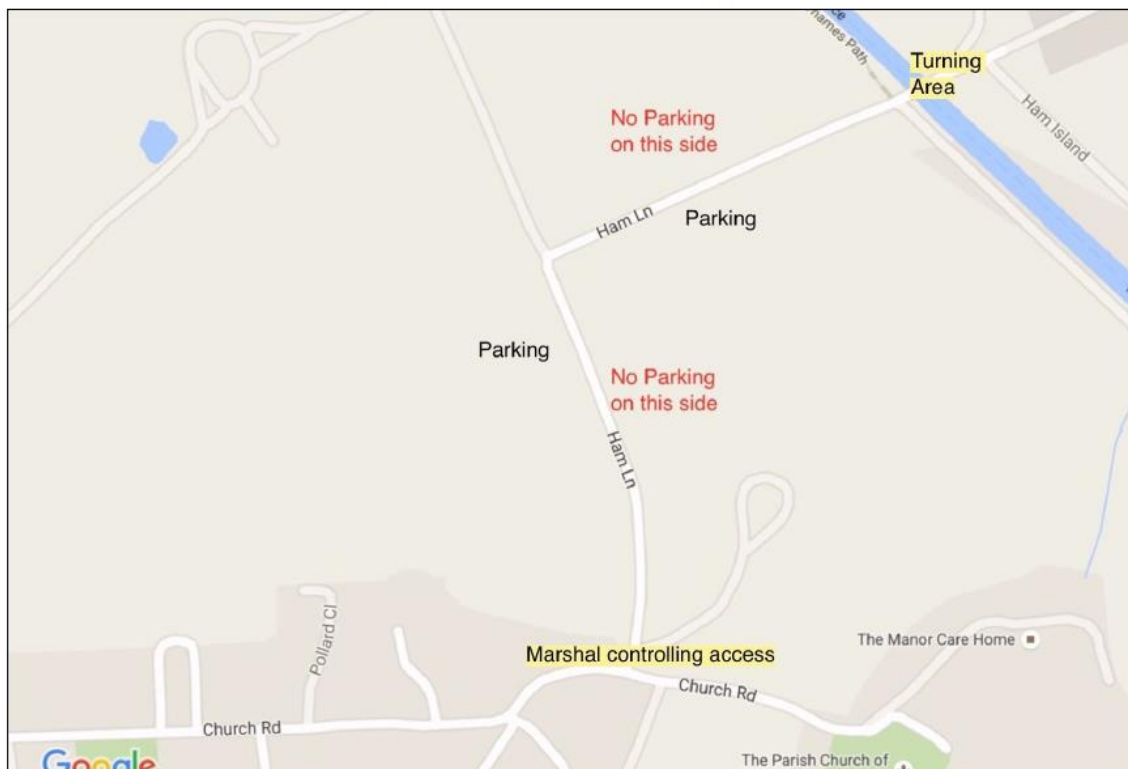 Thames Path
Turning
Area
No Parking
on this side
Ham Island
Ham Ln
Parking
Parking
No Parking
on this side
Ham Ln
Pollard Cl
The Manor Care Home
Marshal controlling access
Church Rd
Church Rd
Google
The Parish Church of